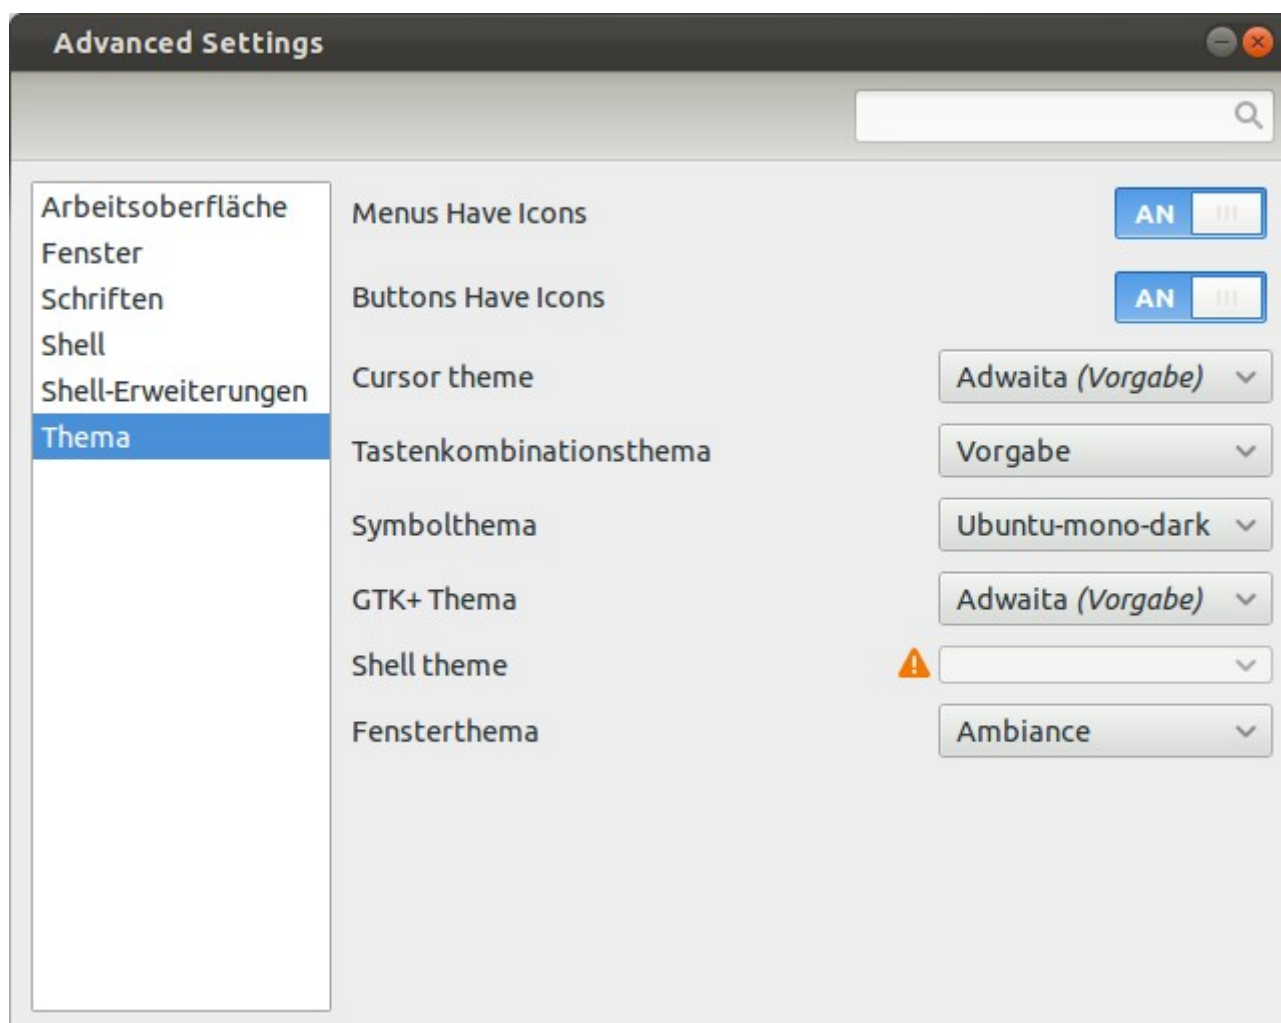 Advanced Settings
Arbeitsoberfläche
Fenster
Schriften
Shell
Shell-Erweiterungen
Thema
Menus Have Icons AN
Buttons Have Icons AN
Cursor theme Adwaita (Vorgabe)
Tastenkombinationsthema Vorgabe
Symbolthema Ubuntu-mono-dark
GTK+ Thema Adwaita (Vorgabe)
Shell theme
Fensterthema Ambiance